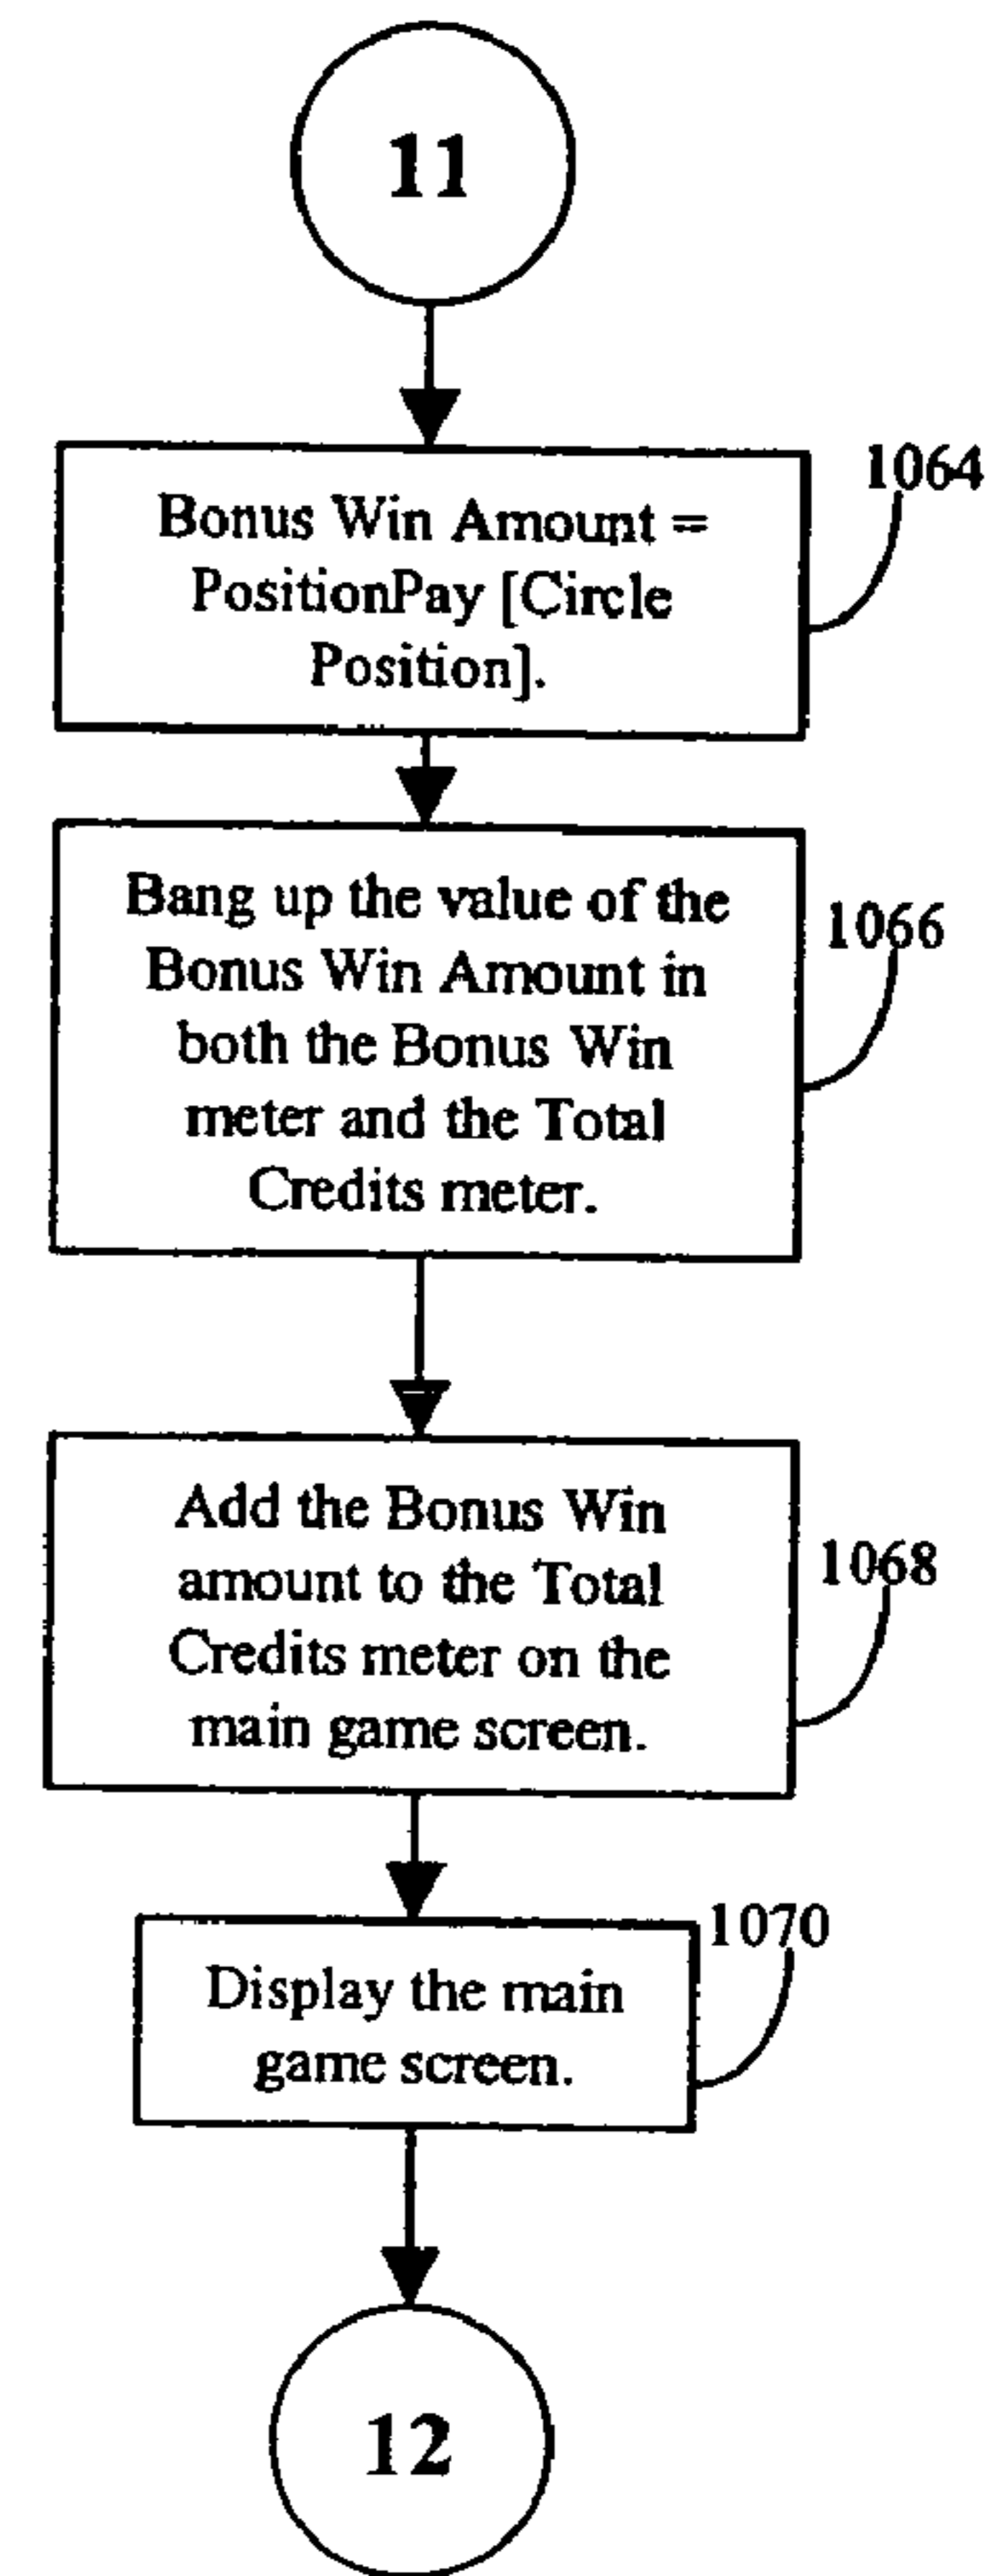 11
1064
Bonus Win Amount =
PositionPay [Circle
Position].
Bang up the value of the
Bonus Win Amount in
both the Bonus Win
meter and the Total
Credits meter.
1066
Add the Bonus Win
amount to the Total
Credits meter on the
main game screen.
1068
1070
Display the main
game screen.
12